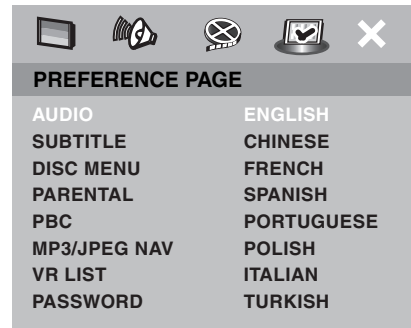 PREFERENCE PAGE
AUDIO ENGLISH
SUBTITLE CHINESE
DISC MENU FRENCH
PARENTAL SPANISH
PBC PORTUGUESE
MP3/JPEG NAV POLISH
VR LIST ITALIAN
PASSWORD TURKISH